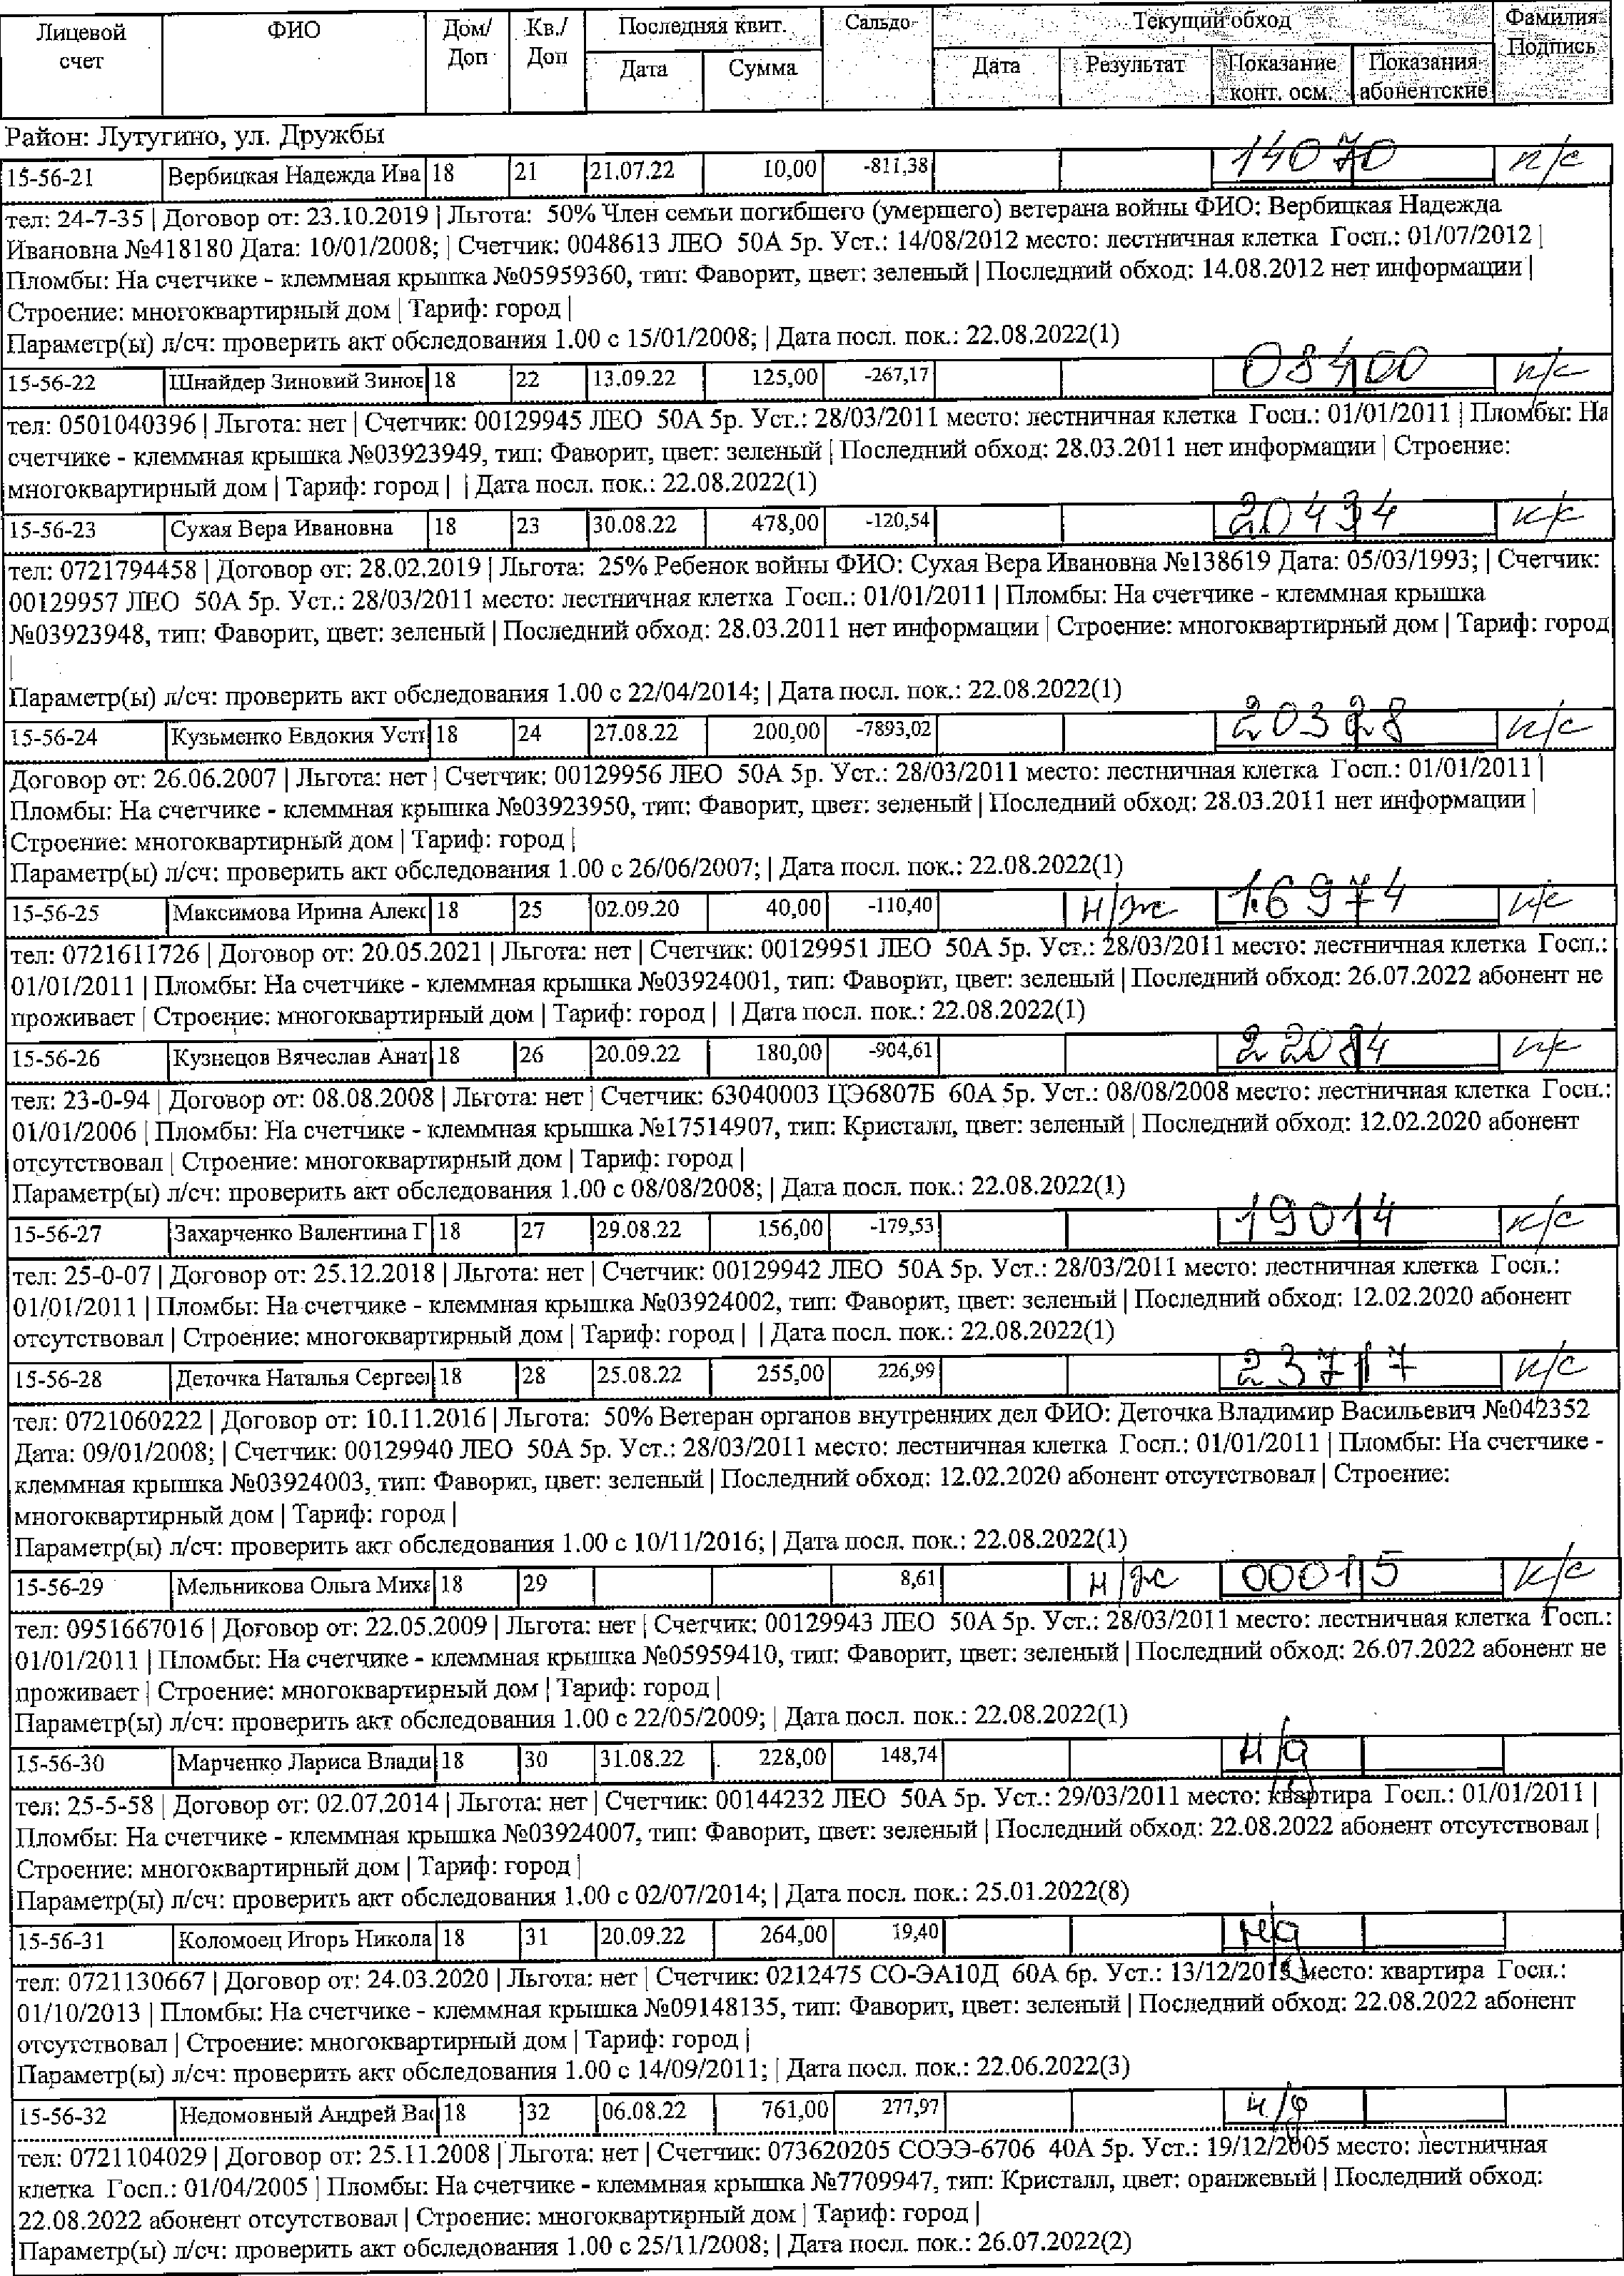 Лицевой счет ФИО Дом/Доп Кв./Доп Последняя квит. Сальдо Текущий обход Фамилия Подпись
Дата Сумма Дата Результат Показание конт. осм. Показания абонентские
Район: Лутугино, ул. Дружбы
15-56-21 Вербицкая Надежда Ива 18 21 21.07.22 10,00 -811,38 14070 к/с
тел: 24-7-35 | Договор от: 23.10.2019 | Льгота: 50% Член семьи погибшего (умершего) ветерана войны ФИО: Вербицкая Надежда
Ивановна №418180 Дата: 10/01/2008; | Счетчик: 0048613 ЛЕО 50А 5р. Уст.: 14/08/2012 место: лестничная клетка Госп.: 01/07/2012 |
Пломбы: На счетчике - клеммная крышка №05959360, тип: Фаворит, цвет: зеленый | Последний обход: 14.08.2012 нет информации |
Строение: многоквартирный дом | Тариф: город |
Параметр(ы) л/сч: проверить акт обследования 1.00 с 15/01/2008; | Дата посл. пок.: 22.08.2022(1)
15-56-22 Шнайдер Зиновий Зинов 18 22 13.09.22 125,00 -267,17 08400 к/с
тел: 0501040396 | Льгота: нет | Счетчик: 00129945 ЛЕО 50А 5р. Уст.: 28/03/2011 место: лестничная клетка Госп.: 01/01/2011 | Пломбы: На
счетчике - клеммная крышка №03923949, тип: Фаворит, цвет: зеленый | Последний обход: 28.03.2011 нет информации | Строение:
многоквартирный дом | Тариф: город | | Дата посл. пок.: 22.08.2022(1)
15-56-23 Сухая Вера Ивановна 18 23 30.08.22 478,00 -120,54 20434 к/с
тел: 0721794458 | Договор от: 28.02.2019 | Льгота: 25% Ребенок войны ФИО: Сухая Вера Ивановна №138619 Дата: 05/03/1993; | Счетчик:
00129957 ЛЕО 50А 5р. Уст.: 28/03/2011 место: лестничная клетка Госп.: 01/01/2011 | Пломбы: На счетчике - клеммная крышка
№03923948, тип: Фаворит, цвет: зеленый | Последний обход: 28.03.2011 нет информации | Строение: многоквартирный дом | Тариф: город
|
Параметр(ы) л/сч: проверить акт обследования 1.00 с 22/04/2014; | Дата посл. пок.: 22.08.2022(1)
15-56-24 Кузьменко Евдокия Усти 18 24 27.08.22 200,00 -7893,02 20328 к/с
Договор от: 26.06.2007 | Льгота: нет | Счетчик: 00129956 ЛЕО 50А 5р. Уст.: 28/03/2011 место: лестничная клетка Госп.: 01/01/2011 |
Пломбы: На счетчике - клеммная крышка №03923950, тип: Фаворит, цвет: зеленый | Последний обход: 28.03.2011 нет информации |
Строение: многоквартирный дом | Тариф: город |
Параметр(ы) л/сч: проверить акт обследования 1.00 с 26/06/2007; | Дата посл. пок.: 22.08.2022(1)
15-56-25 Максимова Ирина Алекс 18 25 02.09.20 40,00 -110,40 н/ж 16974 к/с
тел: 0721611726 | Договор от: 20.05.2021 | Льгота: нет | Счетчик: 00129951 ЛЕО 50А 5р. Уст.: 28/03/2011 место: лестничная клетка Госп.:
01/01/2011 | Пломбы: На счетчике - клеммная крышка №03924001, тип: Фаворит, цвет: зеленый | Последний обход: 26.07.2022 абонент не
проживает | Строение: многоквартирный дом | Тариф: город | | Дата посл. пок.: 22.08.2022(1)
15-56-26 Кузнецов Вячеслав Анат 18 26 20.09.22 180,00 -904,61 22084 к/с
тел: 23-0-94 | Договор от: 08.08.2008 | Льгота: нет | Счетчик: 63040003 ЦЭ6807Б 60А 5р. Уст.: 08/08/2008 место: лестничная клетка Госп.:
01/01/2006 | Пломбы: На счетчике - клеммная крышка №17514907, тип: Кристалл, цвет: зеленый | Последний обход: 12.02.2020 абонент
отсутствовал | Строение: многоквартирный дом | Тариф: город |
Параметр(ы) л/сч: проверить акт обследования 1.00 с 08/08/2008; | Дата посл. пок.: 22.08.2022(1)
15-56-27 Захарченко Валентина Г 18 27 29.08.22 156,00 -179,53 19014 к/с
тел: 25-0-07 | Договор от: 25.12.2018 | Льгота: нет | Счетчик: 00129942 ЛЕО 50А 5р. Уст.: 28/03/2011 место: лестничная клетка Госп.:
01/01/2011 | Пломбы: На счетчике - клеммная крышка №03924002, тип: Фаворит, цвет: зеленый | Последний обход: 12.02.2020 абонент
отсутствовал | Строение: многоквартирный дом | Тариф: город | | Дата посл. пок.: 22.08.2022(1)
15-56-28 Деточка Наталья Сергеев 18 28 25.08.22 255,00 226,99 23717 к/с
тел: 0721060222 | Договор от: 10.11.2016 | Льгота: 50% Ветеран органов внутренних дел ФИО: Деточка Владимир Васильевич №042352
Дата: 09/01/2008; | Счетчик: 00129940 ЛЕО 50А 5р. Уст.: 28/03/2011 место: лестничная клетка Госп.: 01/01/2011 | Пломбы: На счетчике -
клеммная крышка №03924003, тип: Фаворит, цвет: зеленый | Последний обход: 12.02.2020 абонент отсутствовал | Строение:
многоквартирный дом | Тариф: город |
Параметр(ы) л/сч: проверить акт обследования 1.00 с 10/11/2016; | Дата посл. пок.: 22.08.2022(1)
15-56-29 Мельникова Ольга Миха 18 29 8,61 н/ж 00015 к/с
тел: 0951667016 | Договор от: 22.05.2009 | Льгота: нет | Счетчик: 00129943 ЛЕО 50А 5р. Уст.: 28/03/2011 место: лестничная клетка Госп.:
01/01/2011 | Пломбы: На счетчике - клеммная крышка №05959410, тип: Фаворит, цвет: зеленый | Последний обход: 26.07.2022 абонент не
проживает | Строение: многоквартирный дом | Тариф: город |
Параметр(ы) л/сч: проверить акт обследования 1.00 с 22/05/2009; | Дата посл. пок.: 22.08.2022(1)
15-56-30 Марченко Лариса Влади 18 30 31.08.22 228,00 148,74 н/д
тел: 25-5-58 | Договор от: 02.07.2014 | Льгота: нет | Счетчик: 00144232 ЛЕО 50А 5р. Уст.: 29/03/2011 место: квартира Госп.: 01/01/2011 |
Пломбы: На счетчике - клеммная крышка №03924007, тип: Фаворит, цвет: зеленый | Последний обход: 22.08.2022 абонент отсутствовал |
Строение: многоквартирный дом | Тариф: город |
Параметр(ы) л/сч: проверить акт обследования 1.00 с 02/07/2014; | Дата посл. пок.: 25.01.2022(8)
15-56-31 Коломоец Игорь Никола 18 31 20.09.22 264,00 19,40 н/д
тел: 0721130667 | Договор от: 24.03.2020 | Льгота: нет | Счетчик: 0212475 СО-ЭА10Д 60А 6р. Уст.: 13/12/2013 место: квартира Госп.:
01/10/2013 | Пломбы: На счетчике - клеммная крышка №09148135, тип: Фаворит, цвет: зеленый | Последний обход: 22.08.2022 абонент
отсутствовал | Строение: многоквартирный дом | Тариф: город |
Параметр(ы) л/сч: проверить акт обследования 1.00 с 14/09/2011; | Дата посл. пок.: 22.06.2022(3)
15-56-32 Недомовный Андрей Вас 18 32 06.08.22 761,00 277,97 н/д
тел: 0721104029 | Договор от: 25.11.2008 | Льгота: нет | Счетчик: 073620205 СОЭЭ-6706 40А 5р. Уст.: 19/12/2005 место: лестничная
клетка Госп.: 01/04/2005 | Пломбы: На счетчике - клеммная крышка №7709947, тип: Кристалл, цвет: оранжевый | Последний обход:
22.08.2022 абонент отсутствовал | Строение: многоквартирный дом | Тариф: город |
Параметр(ы) л/сч: проверить акт обследования 1.00 с 25/11/2008; | Дата посл. пок.: 26.07.2022(2)